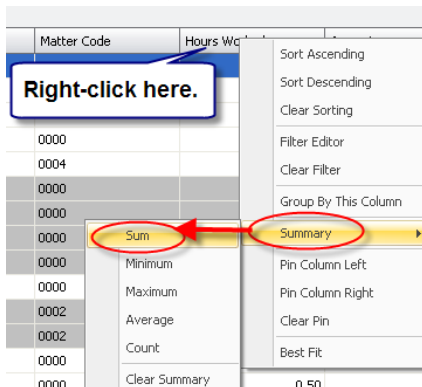 Matter Code
Hours Wo
Right-click here.
Sort Ascending
Sort Descending
Clear Sorting
Filter Editor
Clear Filter
Group By This Column
Summary
Pin Column Left
Pin Column Right
Clear Pin
Best Fit
Sum
Minimum
Maximum
Average
Count
Clear Summary
0000
0004
0000
0000
0000
0000
0000
0002
0002
0000
0000
0.50